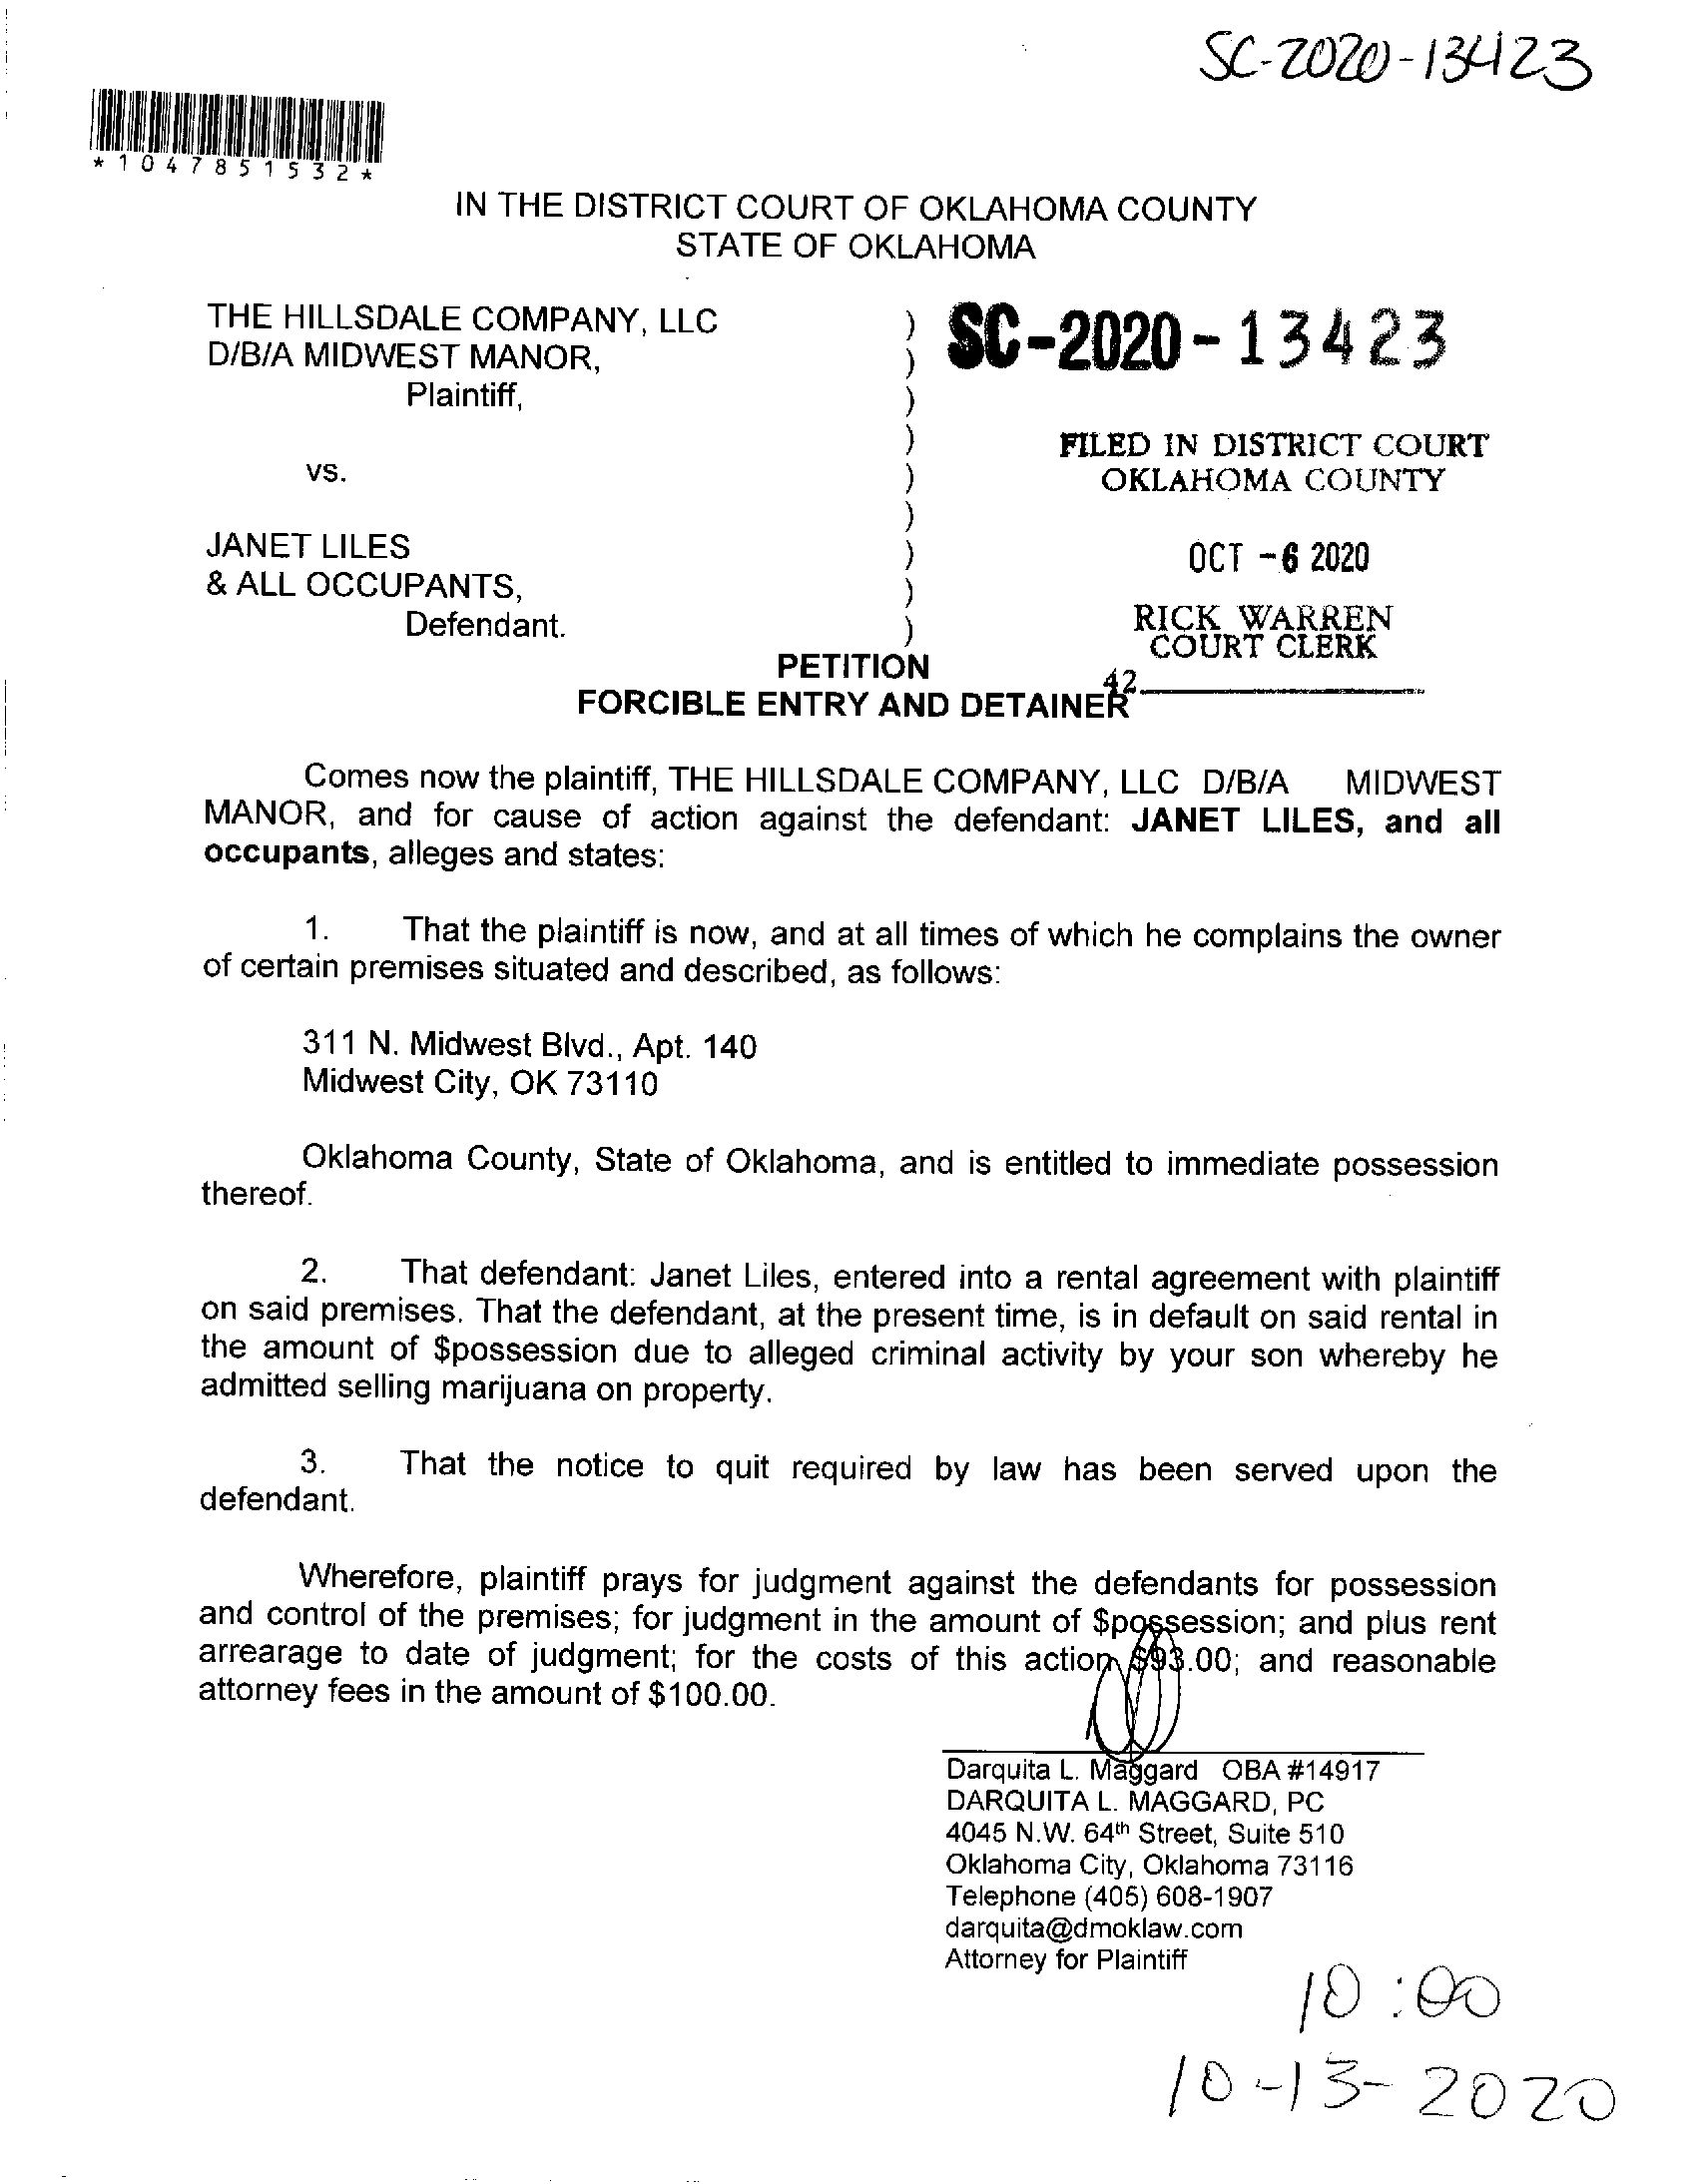 SC-2020-13423
*1047851532*
IN THE DISTRICT COURT OF OKLAHOMA COUNTY
STATE OF OKLAHOMA
THE HILLSDALE COMPANY, LLC
D/B/A MIDWEST MANOR,
Plaintiff,
vs.
JANET LILES
& ALL OCCUPANTS,
Defendant.
)
)
)
)
)
)
)
)
)
SC-2020-13423
FILED IN DISTRICT COURT
OKLAHOMA COUNTY
OCT -6 2020
RICK WARREN
COURT CLERK
42
PETITION
FORCIBLE ENTRY AND DETAINER
Comes now the plaintiff, THE HILLSDALE COMPANY, LLC D/B/A MIDWEST
MANOR, and for cause of action against the defendant: JANET LILES, and all
occupants, alleges and states:
1. That the plaintiff is now, and at all times of which he complains the owner
of certain premises situated and described, as follows:
311 N. Midwest Blvd., Apt. 140
Midwest City, OK 73110
Oklahoma County, State of Oklahoma, and is entitled to immediate possession
thereof.
2. That defendant: Janet Liles, entered into a rental agreement with plaintiff
on said premises. That the defendant, at the present time, is in default on said rental in
the amount of $possession due to alleged criminal activity by your son whereby he
admitted selling marijuana on property.
3. That the notice to quit required by law has been served upon the
defendant.
Wherefore, plaintiff prays for judgment against the defendants for possession
and control of the premises; for judgment in the amount of $possession; and plus rent
arrearage to date of judgment; for the costs of this action $93.00; and reasonable
attorney fees in the amount of $100.00.
Darquita L. Maggard OBA #14917
DARQUITA L. MAGGARD, PC
4045 N.W. 64th Street, Suite 510
Oklahoma City, Oklahoma 73116
Telephone (405) 608-1907
darquita@dmoklaw.com
Attorney for Plaintiff
10:00
10-13-2020